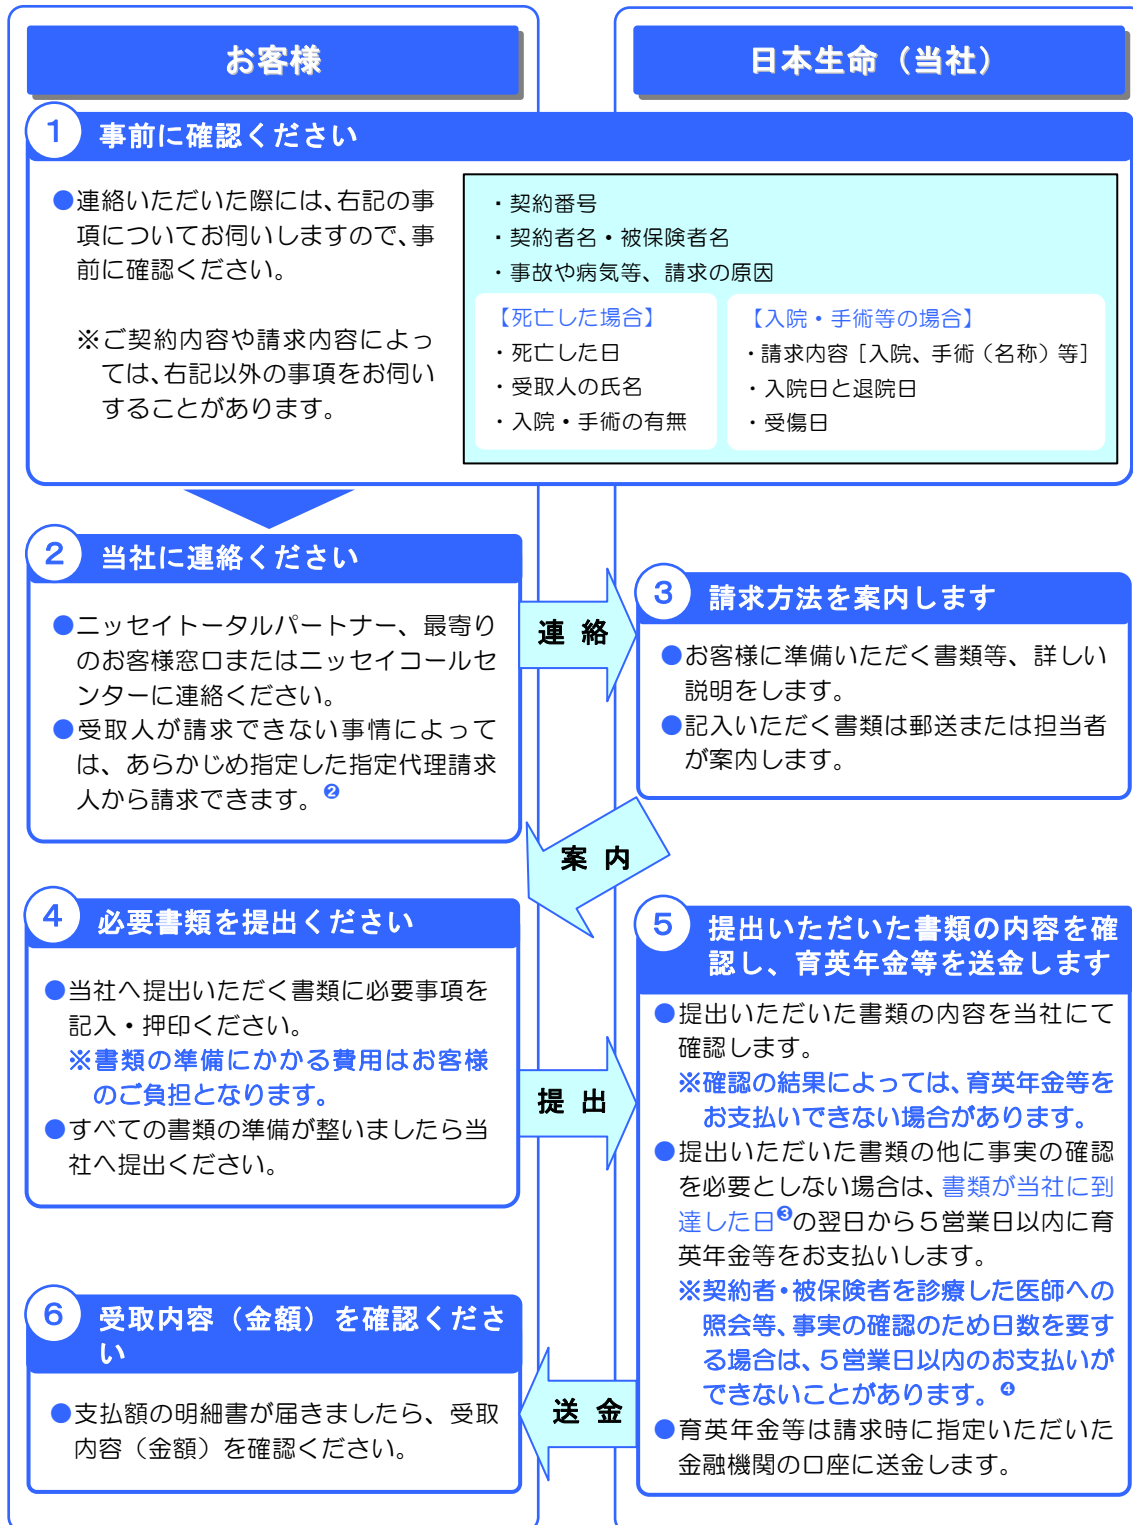 お客様
日本生命（当社）
1 事前に確認ください
●連絡いただいた際には、右記の事
項についてお伺いしますので、事
前に確認ください。
※ご契約内容や請求内容によっ
ては、右記以外の事項をお伺い
することがあります。
・契約番号
・契約者名・被保険者名
・事故や病気等、請求の原因
【死亡した場合】
・死亡した日
・受取人の氏名
・入院・手術の有無
【入院・手術等の場合】
・請求内容［入院、手術（名称）等］
・入院日と退院日
・受傷日
2 当社に連絡ください
●ニッセイトータルパートナー、最寄り
のお客様窓口またはニッセイコールセ
ンターに連絡ください。
●受取人が請求できない事情によって
は、あらかじめ指定した指定代理請求
人から請求できます。❷
連 絡
3 請求方法を案内します
●お客様に準備いただく書類等、詳しい
説明をします。
●記入いただく書類は郵送または担当者
が案内します。
案 内
4 必要書類を提出ください
●当社へ提出いただく書類に必要事項を
記入・押印ください。
※書類の準備にかかる費用はお客様
のご負担となります。
●すべての書類の準備が整いましたら当
社へ提出ください。
提 出
5 提出いただいた書類の内容を確
認し、育英年金等を送金します
●提出いただいた書類の内容を当社にて
確認します。
※確認の結果によっては、育英年金等を
お支払いできない場合があります。
●提出いただいた書類の他に事実の確認
を必要としない場合は、書類が当社に到
達した日❸の翌日から５営業日以内に育
英年金等をお支払いします。
※契約者・被保険者を診療した医師への
照会等、事実の確認のため日数を要す
る場合は、５営業日以内のお支払いが
できないことがあります。❹
●育英年金等は請求時に指定いただいた
金融機関の口座に送金します。
送 金
6 受取内容（金額）を確認くださ
い
●支払額の明細書が届きましたら、受取
内容（金額）を確認ください。